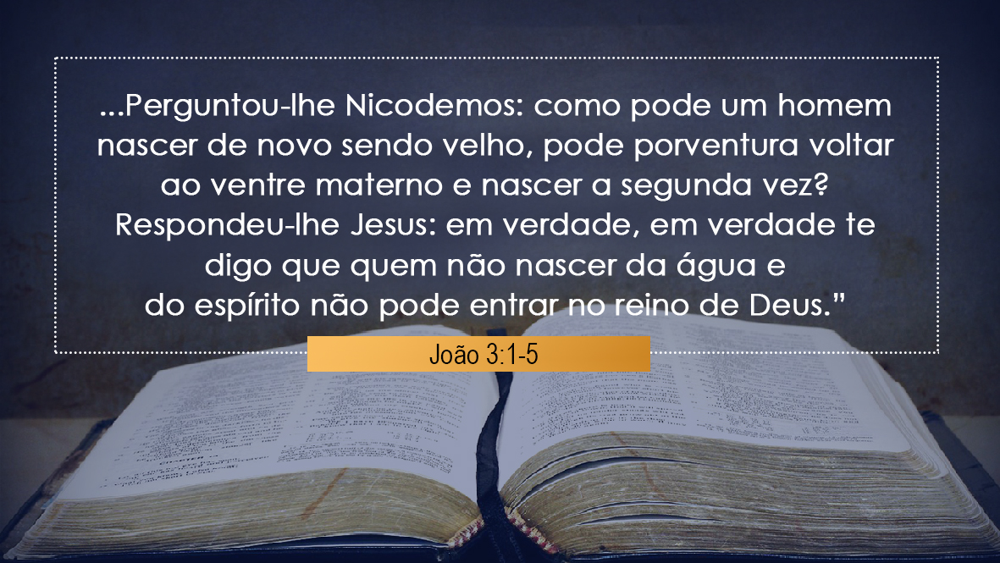 ...Perguntou-lhe Nicodemos: como pode um homem
nascer de novo sendo velho, pode porventura voltar
ao ventre materno e nascer a segunda vez?
Respondeu-lhe Jesus: em verdade, em verdade te
digo que quem não nascer da água e
do espírito não pode entrar no reino de Deus.”
João 3:1-5